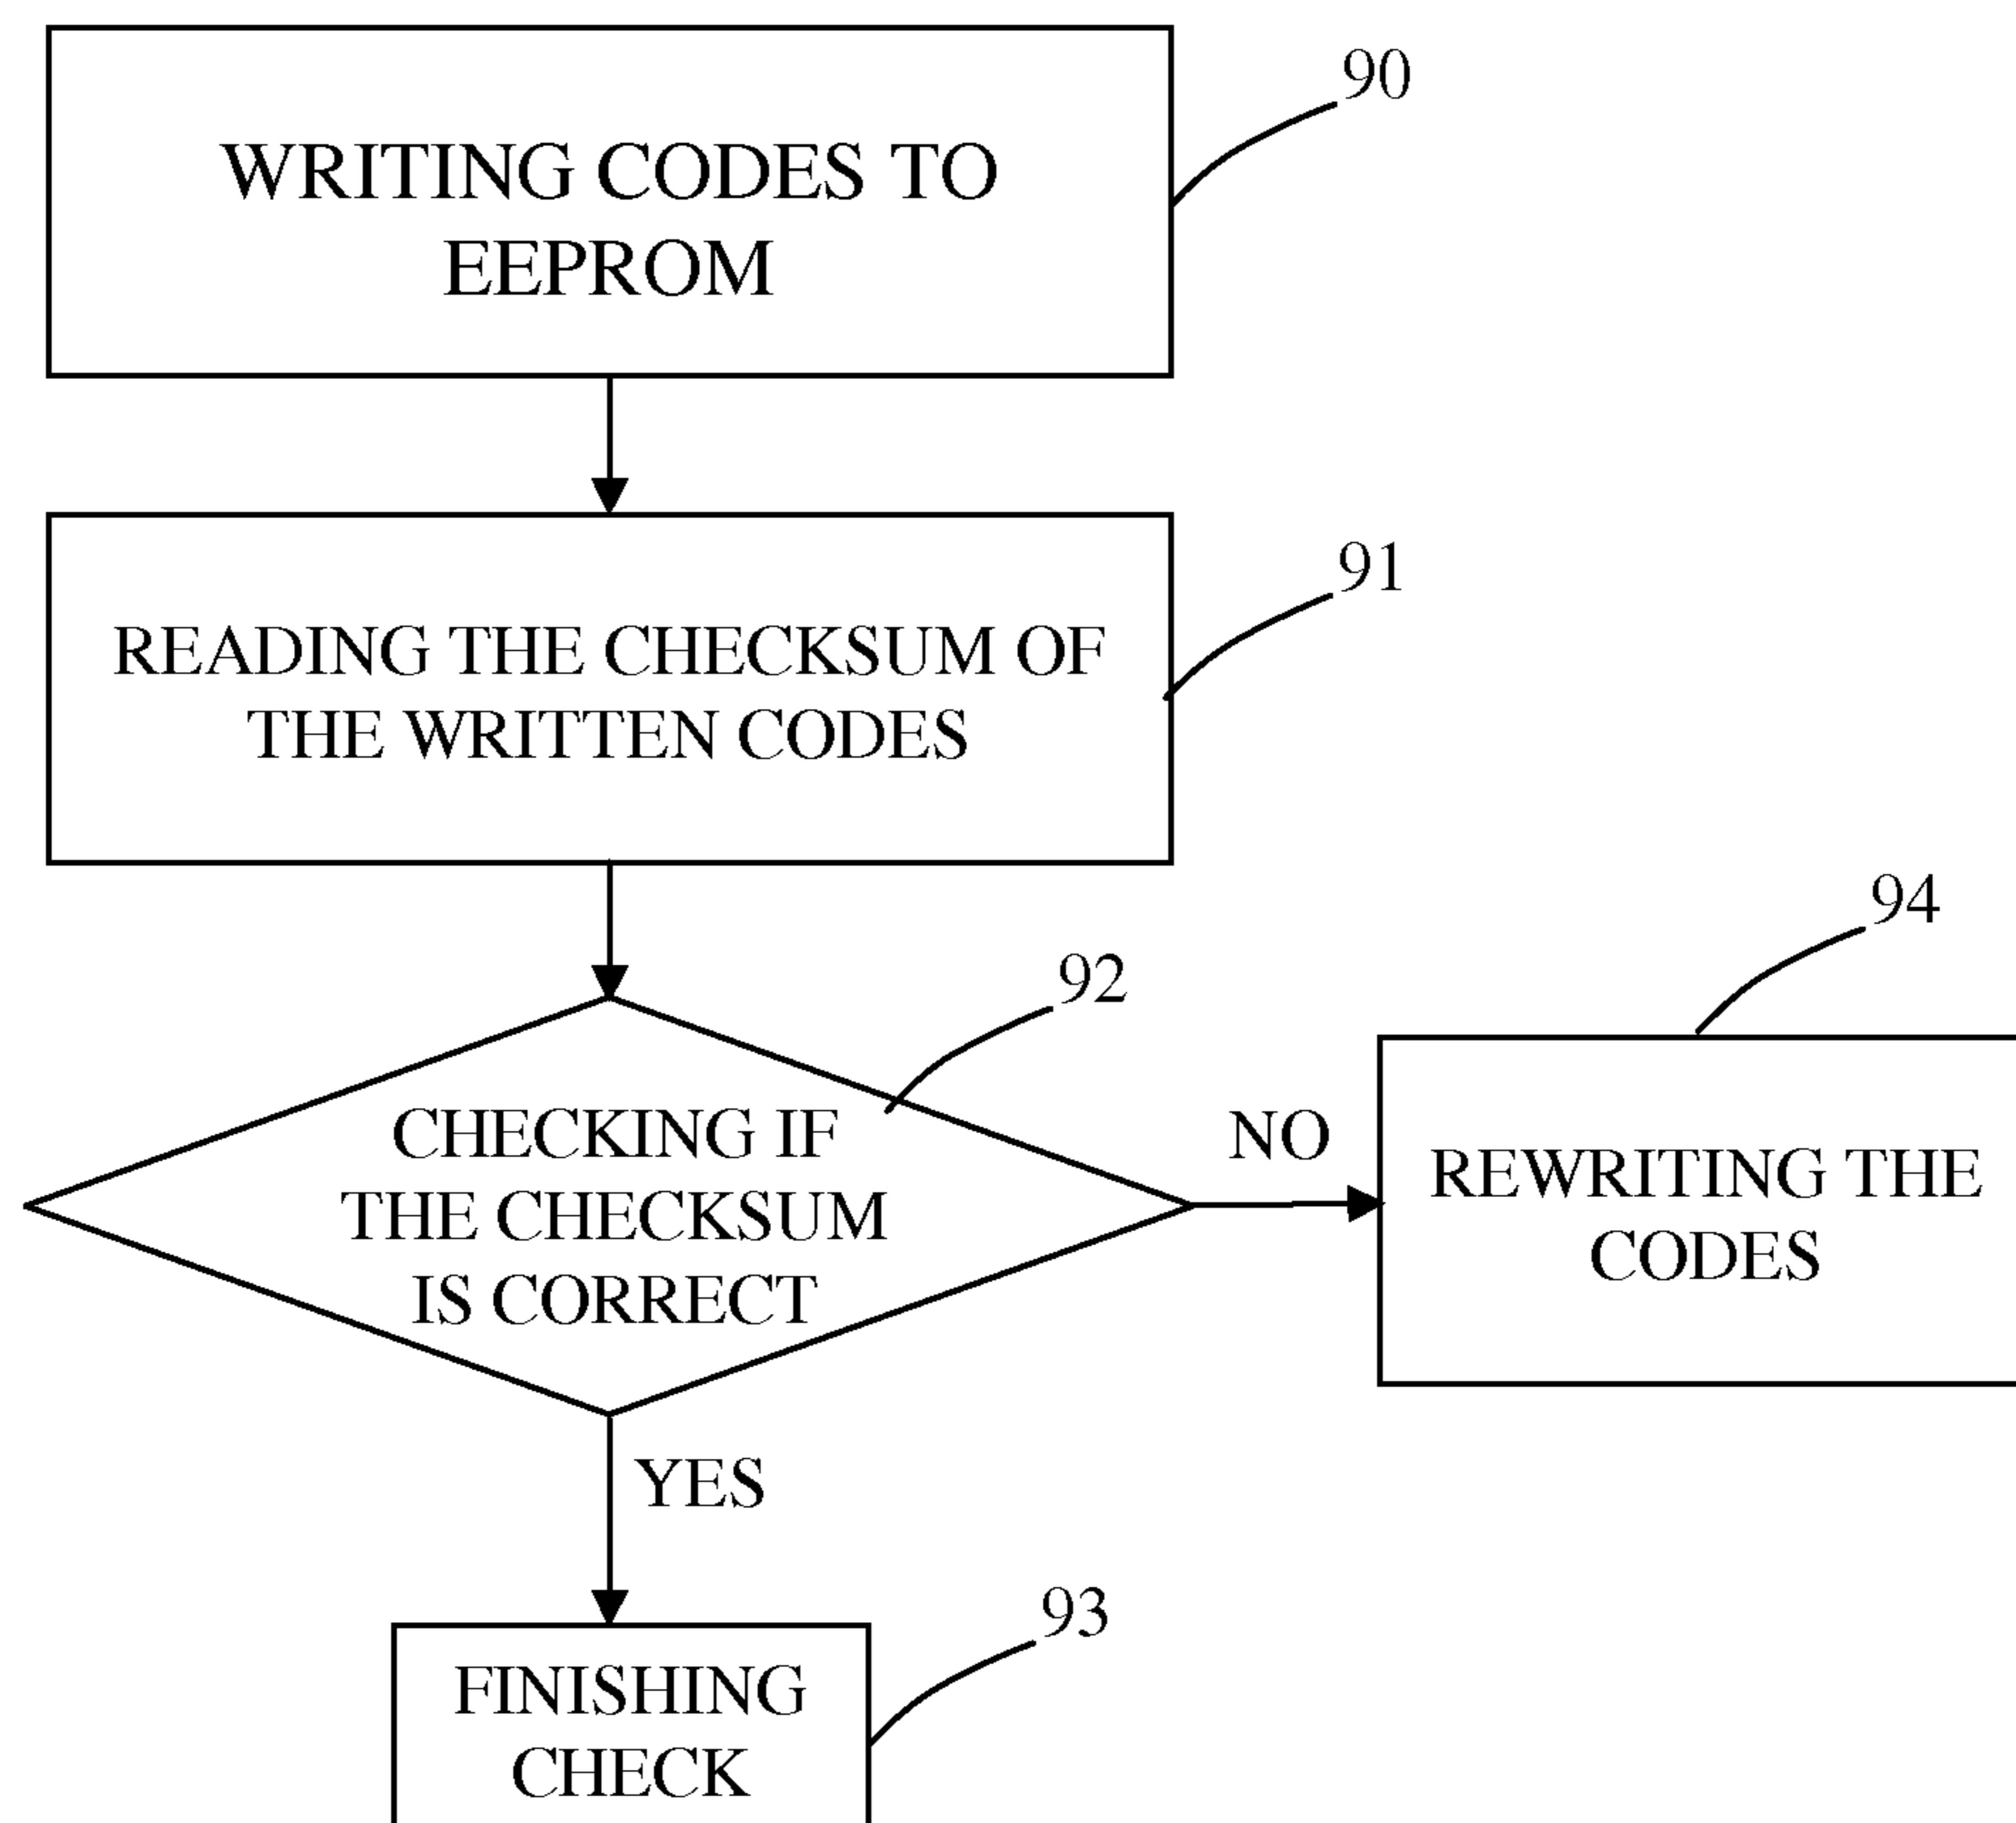 90
WRITING CODES TO
EEPROM
91
READING THE CHECKSUM OF
THE WRITTEN CODES
92
CHECKING IF
THE CHECKSUM
IS CORRECT
NO
94
REWRITING THE
CODES
YES
93
FINISHING
CHECK